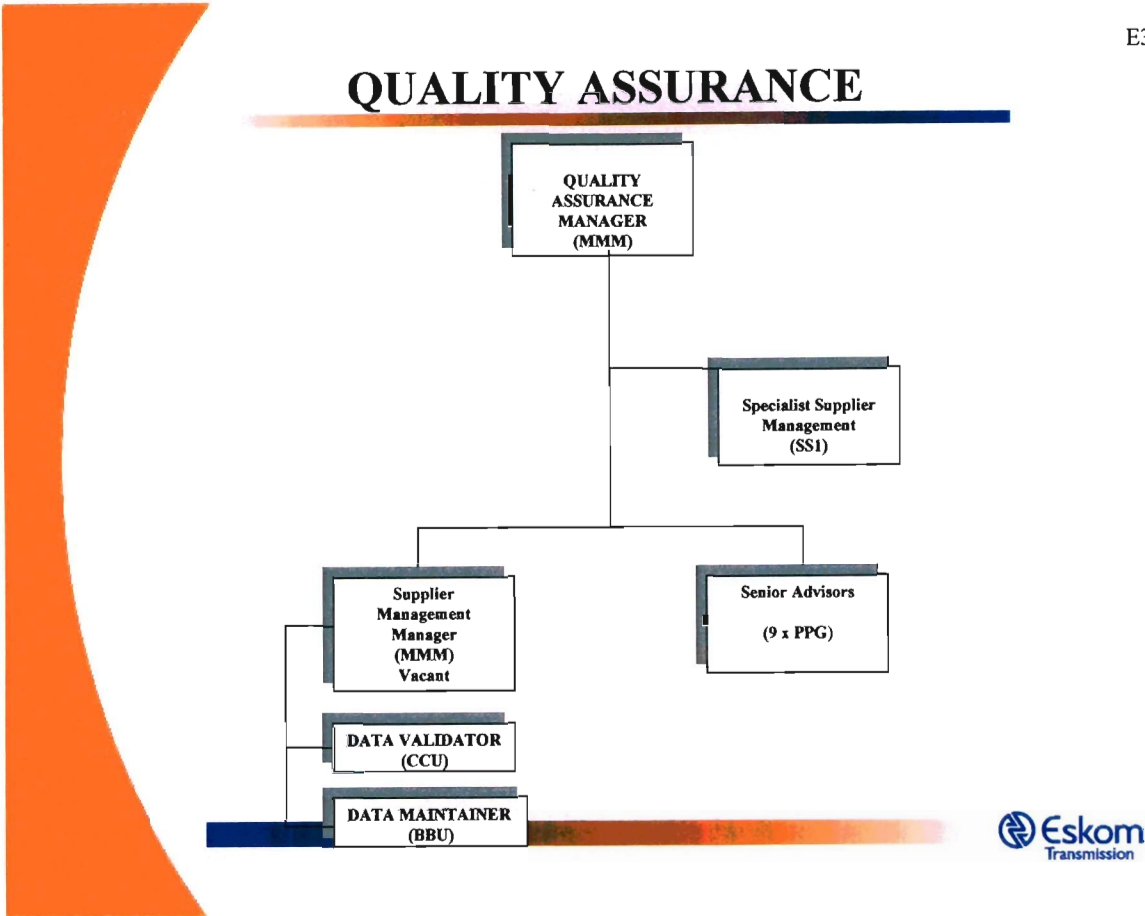 E3
QUALITY ASSURANCE
QUALITY
ASSURANCE
MANAGER
(MMM)
Specialist Supplier
Management
(SS1)
Supplier
Management
Manager
(MMM)
Vacant
Senior Advisors
(9 x PPG)
DATA VALIDATOR
(CCU)
DATA MAINTAINER
(BBU)
Eskom
Transmission